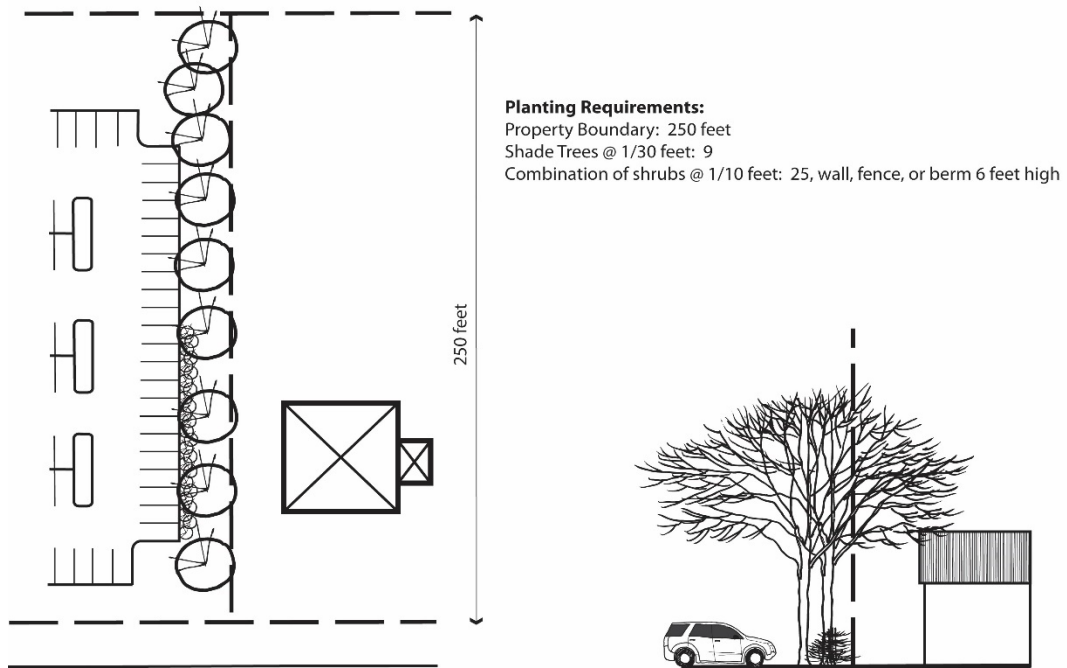 Planting Requirements:
Property Boundary: 250 feet
Shade Trees @ 1/30 feet: 9
Combination of shrubs @ 1/10 feet: 25, wall, fence, or berm 6 feet high
250 feet